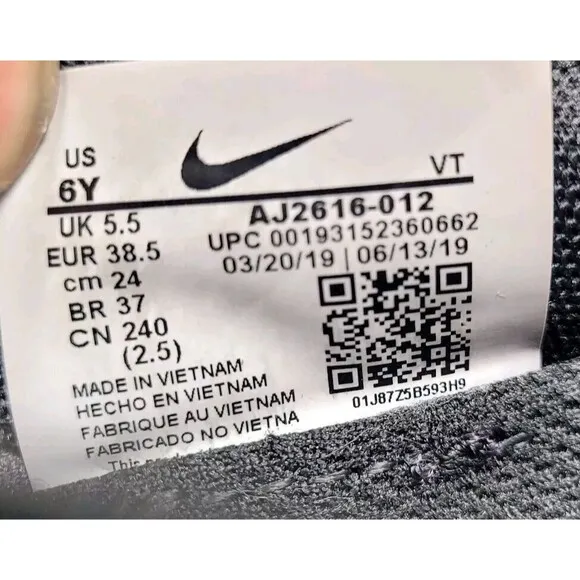 US
6Y
UK 5.5
EUR 38.5
cm 24
BR 37
CN 240
(2.5)
VT
AJ2616-012
UPC 00193152360662
03/20/19 | 06/13/19
01J87Z5B593H9
MADE IN VIETNAM
HECHO EN VIETNAM
FABRIQUE AU VIETNAM
FABRICADO NO VIETNA
This